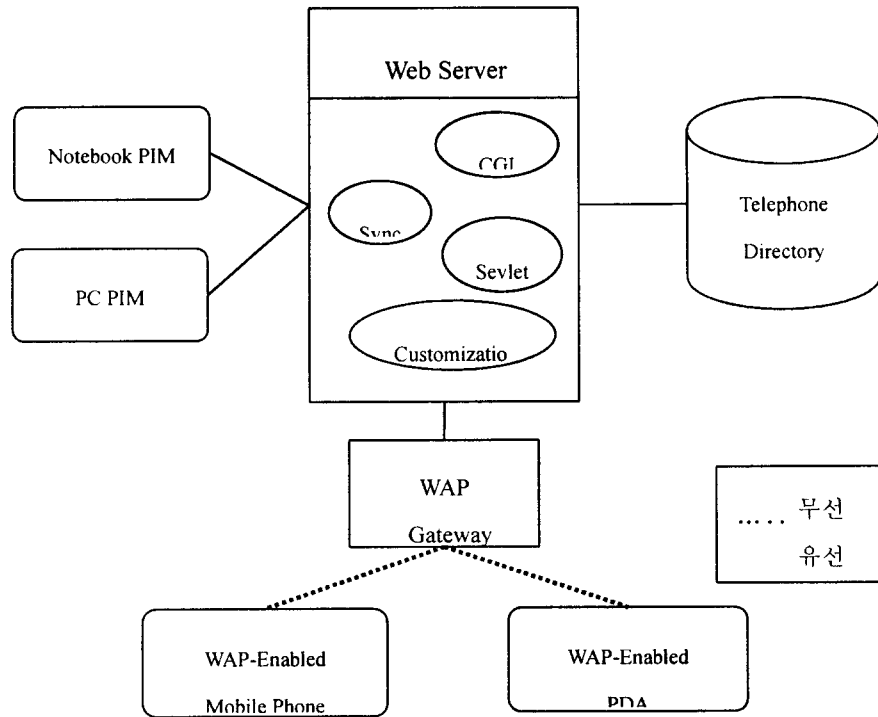 Web Server
Notebook PIM
CGI
Sync
Telephone
Directory
Sevlet
PC PIM
Customizatio
WAP
Gateway
..... 무선
유선
WAP-Enabled
Mobile Phone
WAP-Enabled
PDA